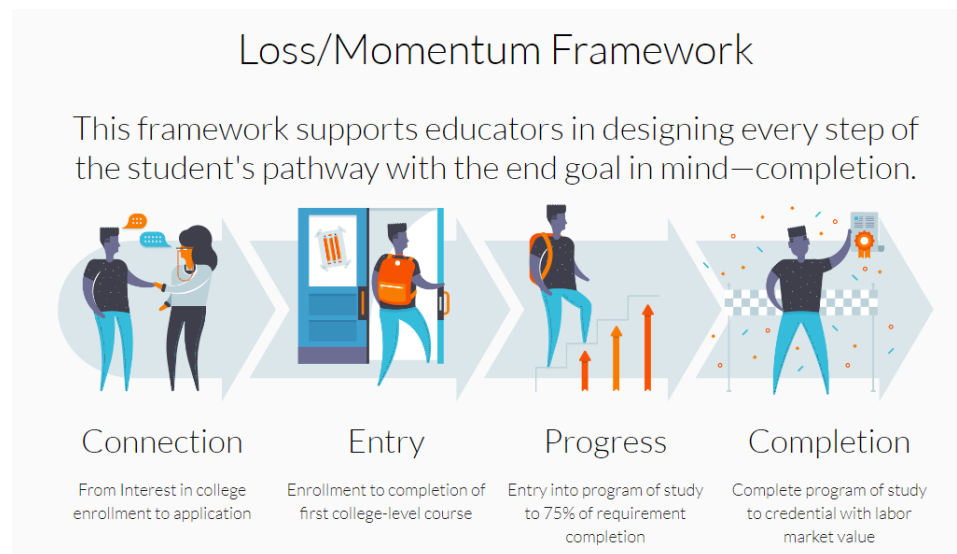 Loss/Momentum Framework
This framework supports educators in designing every step of
the student's pathway with the end goal in mind—completion.
Connection
From Interest in college
enrollment to application
Entry
Enrollment to completion of
first college-level course
Progress
Entry into program of study
to 75% of requirement
completion
Completion
Complete program of study
to credential with labor
market value